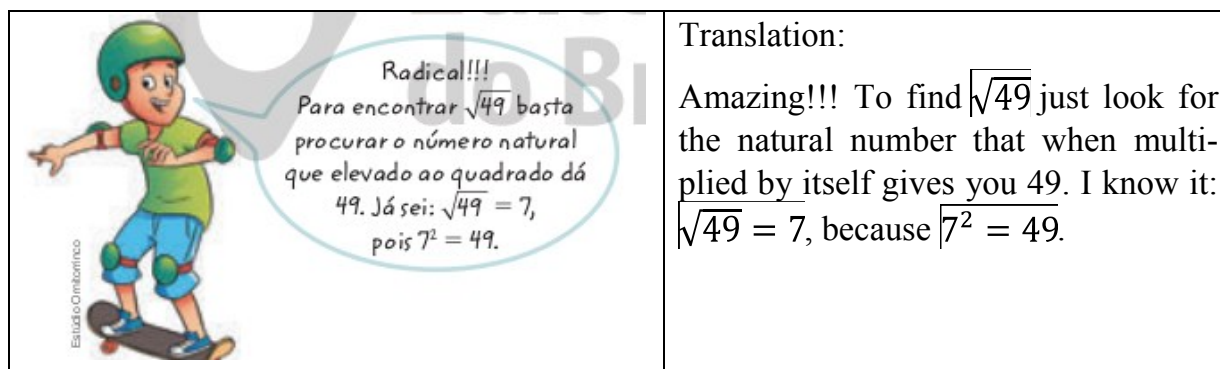 do B
Radical!!!
Para encontrar √49 basta
procurar o número natural
que elevado ao quadrado dá
49. Já sei: √49 = 7,
pois 7² = 49.
Estúdio Ornitorrinco
Translation:
Amazing!!! To find √49 just look for
the natural number that when multi-
plied by itself gives you 49. I know it:
√49 = 7, because 7² = 49.